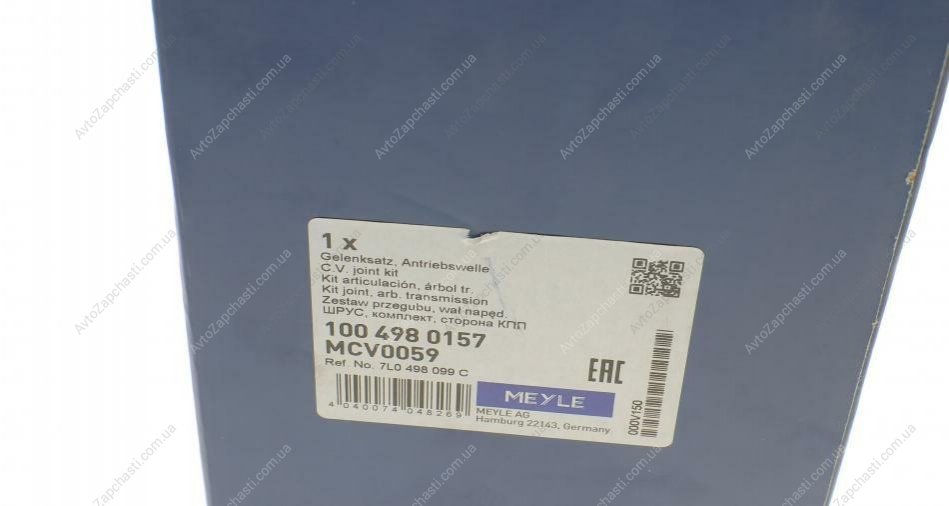 1 x
Gelenksatz, Antriebswelle
C.V. joint kit
Kit articulación, árbol tr.
Kit joint, arb. transmission
Zestaw przegubu, wał napęd.
ШРУС, комплект, сторона КПП
100 498 0157
MCV0059
Ref. No. 7L0 498 099 C
4 040074 048269
MEYLE
MEYLE AG
Hamburg 22143, Germany
EAC
000V150
AvtoZapchasti.com.ua